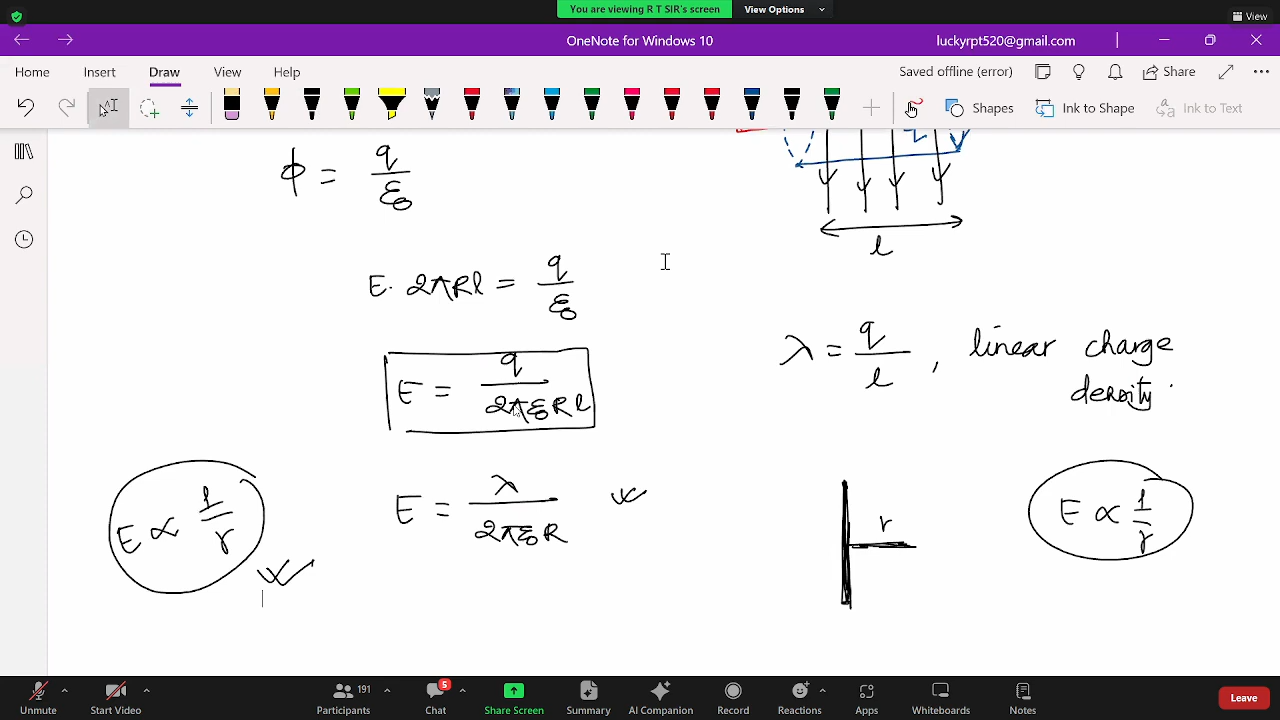 You are viewing R T SIR's screen
View Options
View
OneNote for Windows 10
luckyrpt520@gmail.com
Home
Insert
Draw
View
Help
Saved offline (error)
Share
Shapes
Ink to Shape
Ink to Text
ϕ = q/ε₀
l
E. 2πRl = q/ε₀
λ = q/l, linear charge
density.
E = q/2πε₀Rl
E ∝ 1/r
E = λ/2πε₀R
r
E ∝ 1/r
Unmute
Start Video
Participants
191
Chat
5
Share Screen
Summary
AI Companion
Record
Reactions
Apps
Whiteboards
Notes
Leave